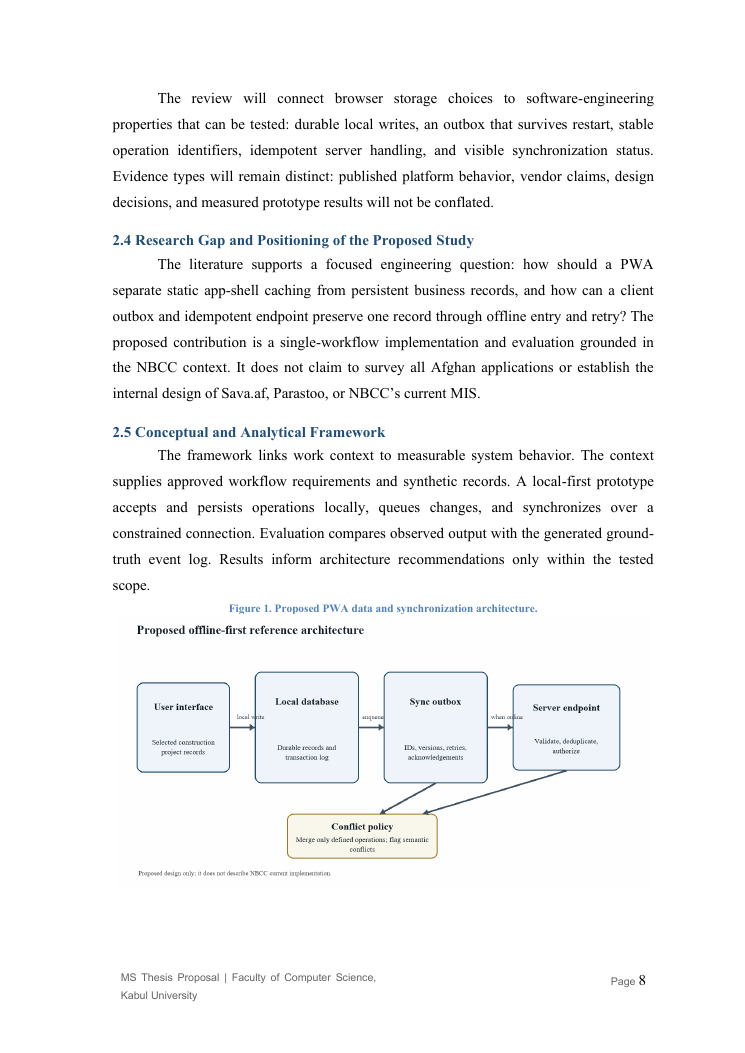 The review will connect browser storage choices to software-engineering
properties that can be tested: durable local writes, an outbox that survives restart, stable
operation identifiers, idempotent server handling, and visible synchronization status.
Evidence types will remain distinct: published platform behavior, vendor claims, design
decisions, and measured prototype results will not be conflated.
2.4 Research Gap and Positioning of the Proposed Study
The literature supports a focused engineering question: how should a PWA
separate static app-shell caching from persistent business records, and how can a client
outbox and idempotent endpoint preserve one record through offline entry and retry? The
proposed contribution is a single-workflow implementation and evaluation grounded in
the NBCC context. It does not claim to survey all Afghan applications or establish the
internal design of Sava.af, Parastoo, or NBCC’s current MIS.
2.5 Conceptual and Analytical Framework
The framework links work context to measurable system behavior. The context
supplies approved workflow requirements and synthetic records. A local-first prototype
accepts and persists operations locally, queues changes, and synchronizes over a
constrained connection. Evaluation compares observed output with the generated ground-
truth event log. Results inform architecture recommendations only within the tested
scope.
Figure 1. Proposed PWA data and synchronization architecture.
Proposed offline-first reference architecture
User interface
Selected construction
project records
local write
Local database
Durable records and
transaction log
enqueue
Sync outbox
IDs, versions, retries,
acknowledgements
when online
Server endpoint
Validate, deduplicate,
authorize
Conflict policy
Merge only defined operations; flag semantic
conflicts
Proposed design only; it does not describe NBCC current implementation.
MS Thesis Proposal | Faculty of Computer Science,
Kabul University
Page 8